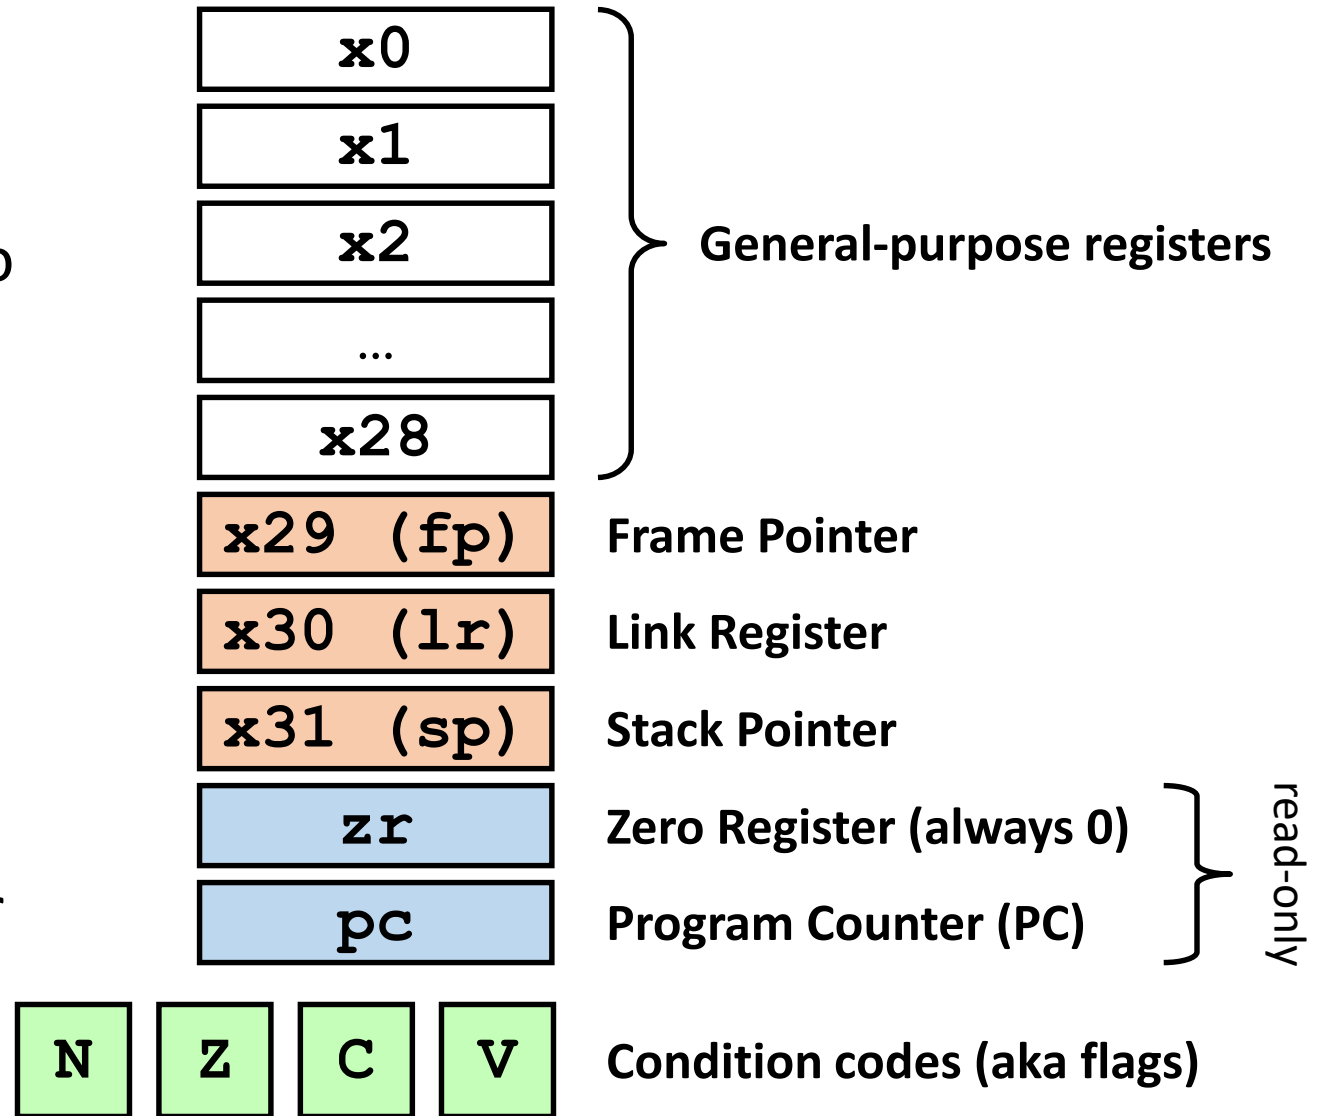 x0
x1
x2
General-purpose registers
…
x28
x29 (fp) Frame Pointer
x30 (lr) Link Register
x31 (sp) Stack Pointer
zr Zero Register (always 0)
read-only
pc Program Counter (PC)
N Z C V Condition codes (aka flags)